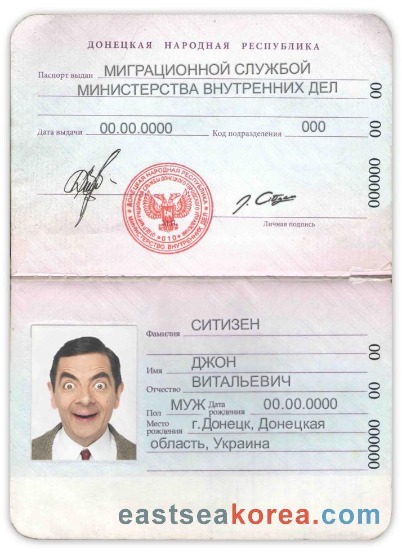 ДОНЕЦКАЯ НАРОДНАЯ РЕСПУБЛИКА
Паспорт выдан МИГРАЦИОННОЙ СЛУЖБОЙ
МИНИСТЕРСТВА ВНУТРЕННИХ ДЕЛ
Дата выдачи 00.00.0000 Код подразделения 000
00 00 000000
ДОНЕЦКАЯ НАРОДНАЯ РЕСПУБЛИКА
МИНИСТЕРСТВО ВНУТРЕННИХ ДЕЛ
010
Личная подпись
Фамилия СИТИЗЕН
Имя ДЖОН
Отчество ВИТАЛЬЕВИЧ
Пол МУЖ Дата рождения 00.00.0000
Место рождения г.Донецк, Донецкая
область, Украина
00 00 000000
eastseakorea.com